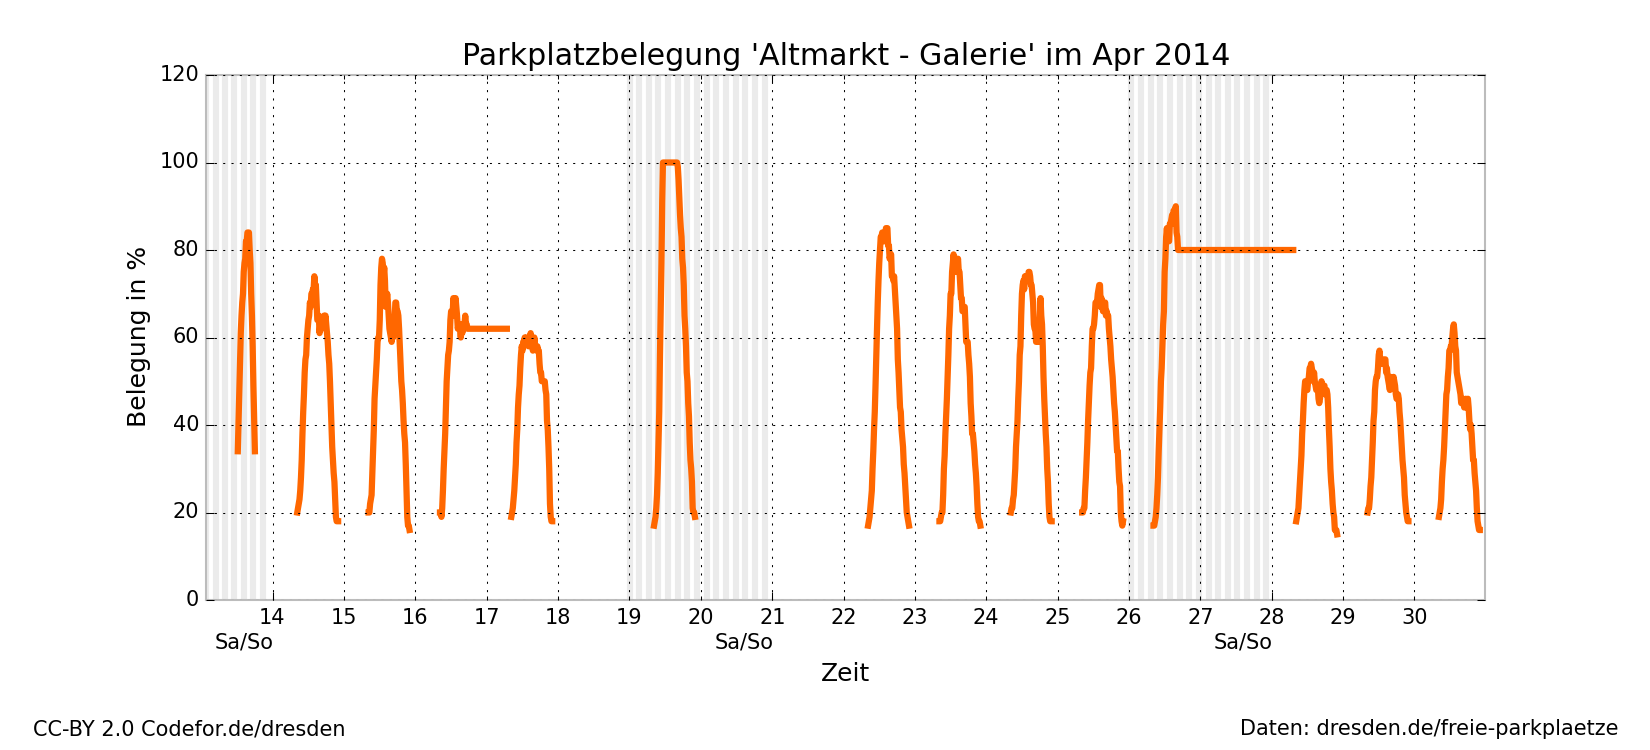 Parkplatzbelegung 'Altmarkt - Galerie' im Apr 2014
120
100
80
60
40
20
0
Belegung in %
14 15 16 17 18 19 20 21 22 23 24 25 26 27 28 29 30
Sa/So Sa/So Sa/So
Zeit
CC-BY 2.0 Codefor.de/dresden
Daten: dresden.de/freie-parkplaetze